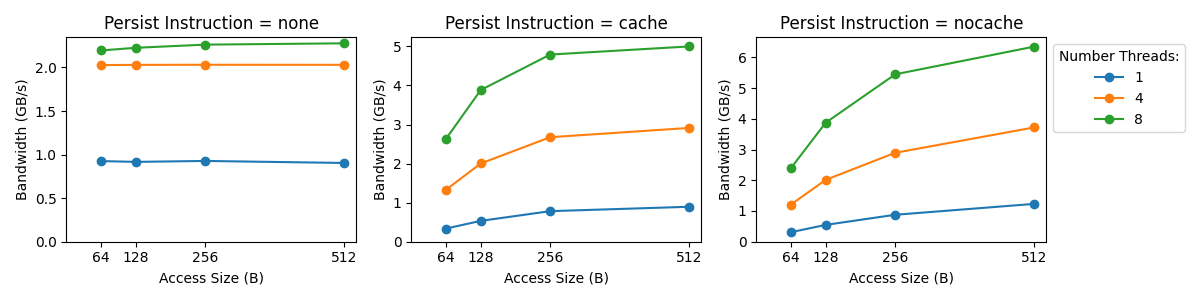 Persist Instruction = none
Bandwidth (GB/s)
2.0
1.5
1.0
0.5
0.0
64 128 256 512
Access Size (B)
Persist Instruction = cache
Bandwidth (GB/s)
5
4
3
2
1
0
64 128 256 512
Access Size (B)
Persist Instruction = nocache
Bandwidth (GB/s)
6
5
4
3
2
1
0
64 128 256 512
Access Size (B)
Number Threads:
1
4
8